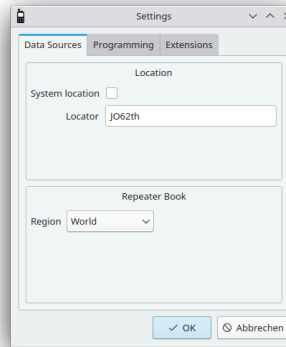 Settings
Data Sources Programming Extensions
Location
System location
Locator JO62th
Repeater Book
Region World
OK Abbrechen